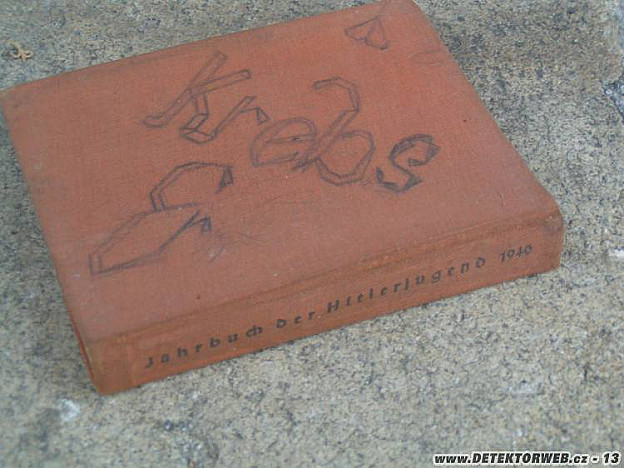 Krebs
Jahrbuch der Hitlerjugend 1940
www.DETEKTORWEB.cz - 13